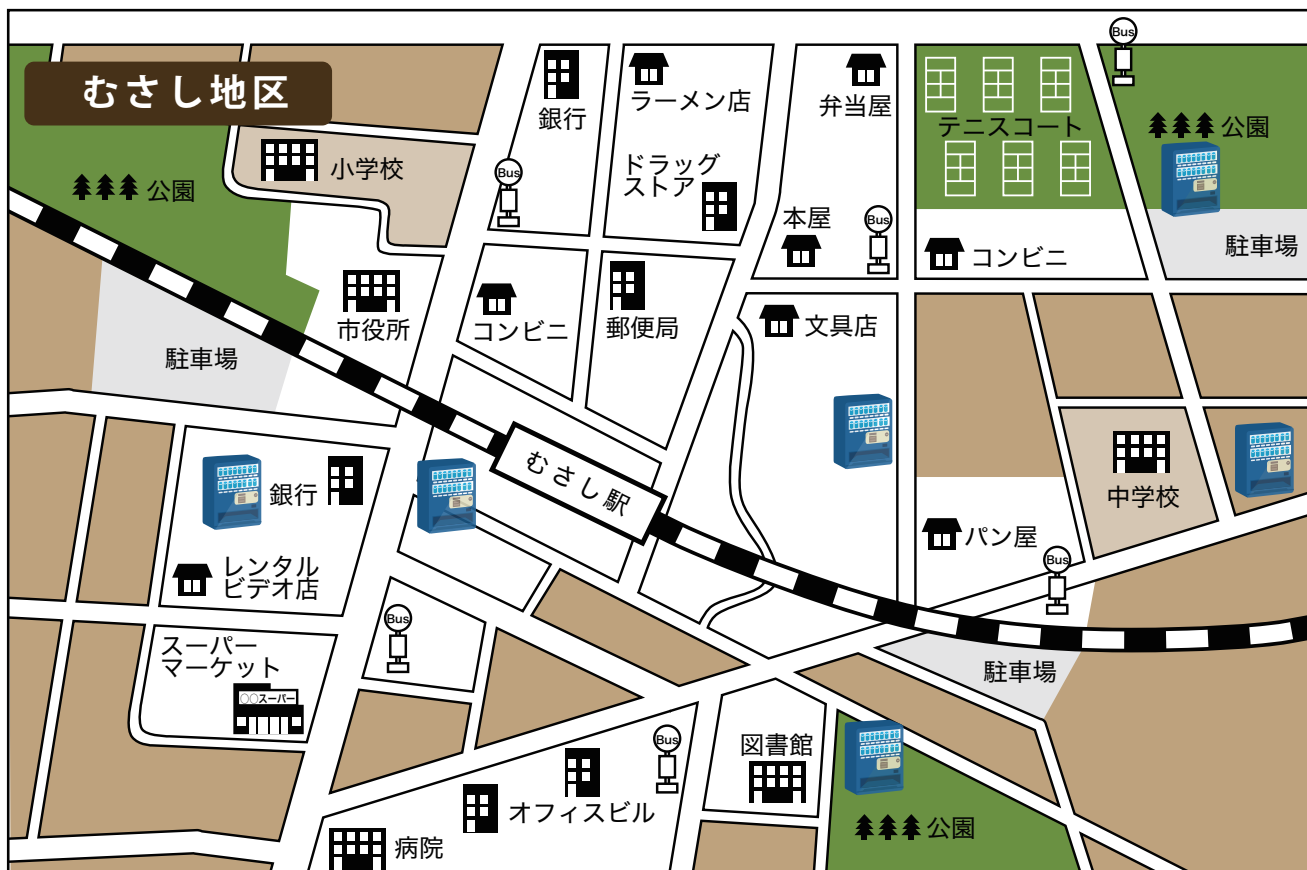 むさし地区
Bus
銀行
ラーメン店
弁当屋
テニスコート
公園
小学校
Bus
ドラッグ
ストア
公園
本屋
Bus
コンビニ
駐車場
市役所
コンビニ
郵便局
文具店
駐車場
むさし駅
銀行
中学校
レンタル
ビデオ店
パン屋
Bus
Bus
スーパー
マーケット
〇〇スーパー
駐車場
Bus
図書館
オフィスビル
病院
公園